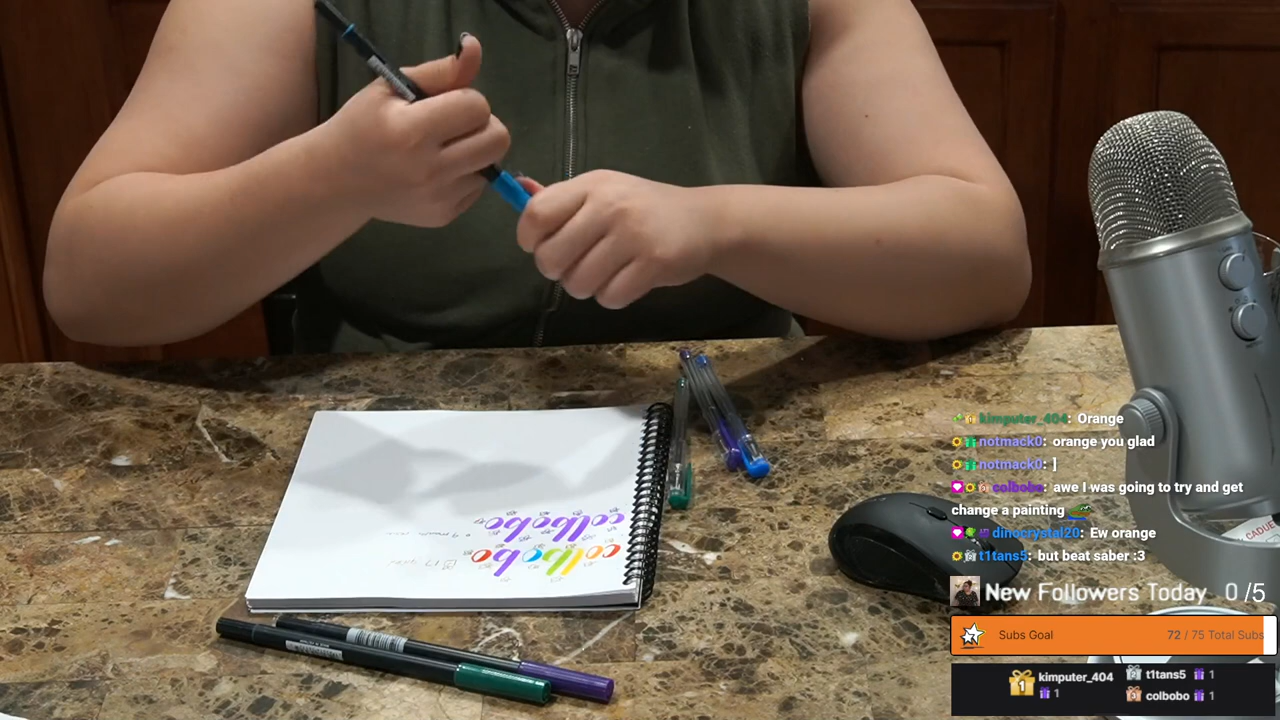 kimputer_404: Orange
notmack0: orange you glad
notmack0: ]
colbobo: awe I was going to try and get
change a painting
dinocrystal20: Ew orange
t1tans5: but beat saber :3
New Followers Today 0 /5
Subs Goal 72 / 75 Total Subs
1 kimputer_404 1
t1tans5 1
colbobo 1
colbobo
colbobo
CADUE